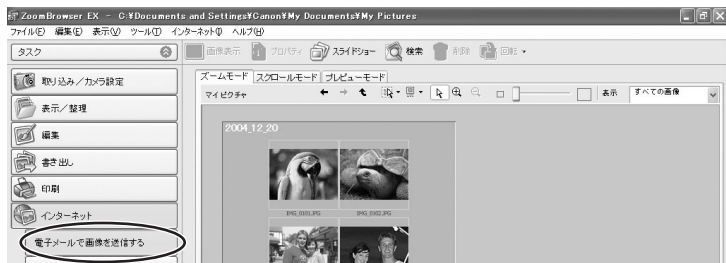 ZoomBrowser EX - C:¥Documents and Settings¥Canon¥My Documents¥My Pictures
ファイル(F) 編集(E) 表示(V) ツール(T) インターネット(I) ヘルプ(H)
タスク 画像表示 プロパティ スライドショー 検索 削除 回転
取り込み／カメラ設定
表示／整理
編集
書き出し
印刷
インターネット
電子メールで画像を送信する
ズームモード スクロールモード プレビューモード
マイ ピクチャ 表示 すべての画像
2004_12_20
IMG_0101.JPG IMG_0102.JPG